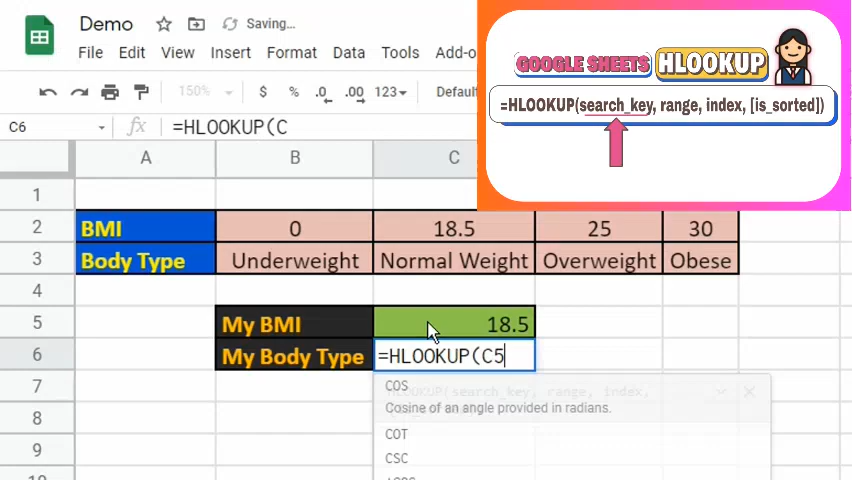 Demo
Saving...
File Edit View Insert Format Data Tools Add-o
150% $ % .0 .00 123 Defaul
C6 fx =HLOOKUP(C
A B C
1
2 BMI 0 18.5 25 30
3 Body Type Underweight Normal Weight Overweight Obese
4
5 My BMI 18.5
6 My Body Type =HLOOKUP(C5
7 COS
HLOOKUP(search_key, range, index,
Cosine of an angle provided in radians.
8 COT
9 CSC
10
GOOGLE SHEETS HLOOKUP
=HLOOKUP(search_key, range, index, [is_sorted])